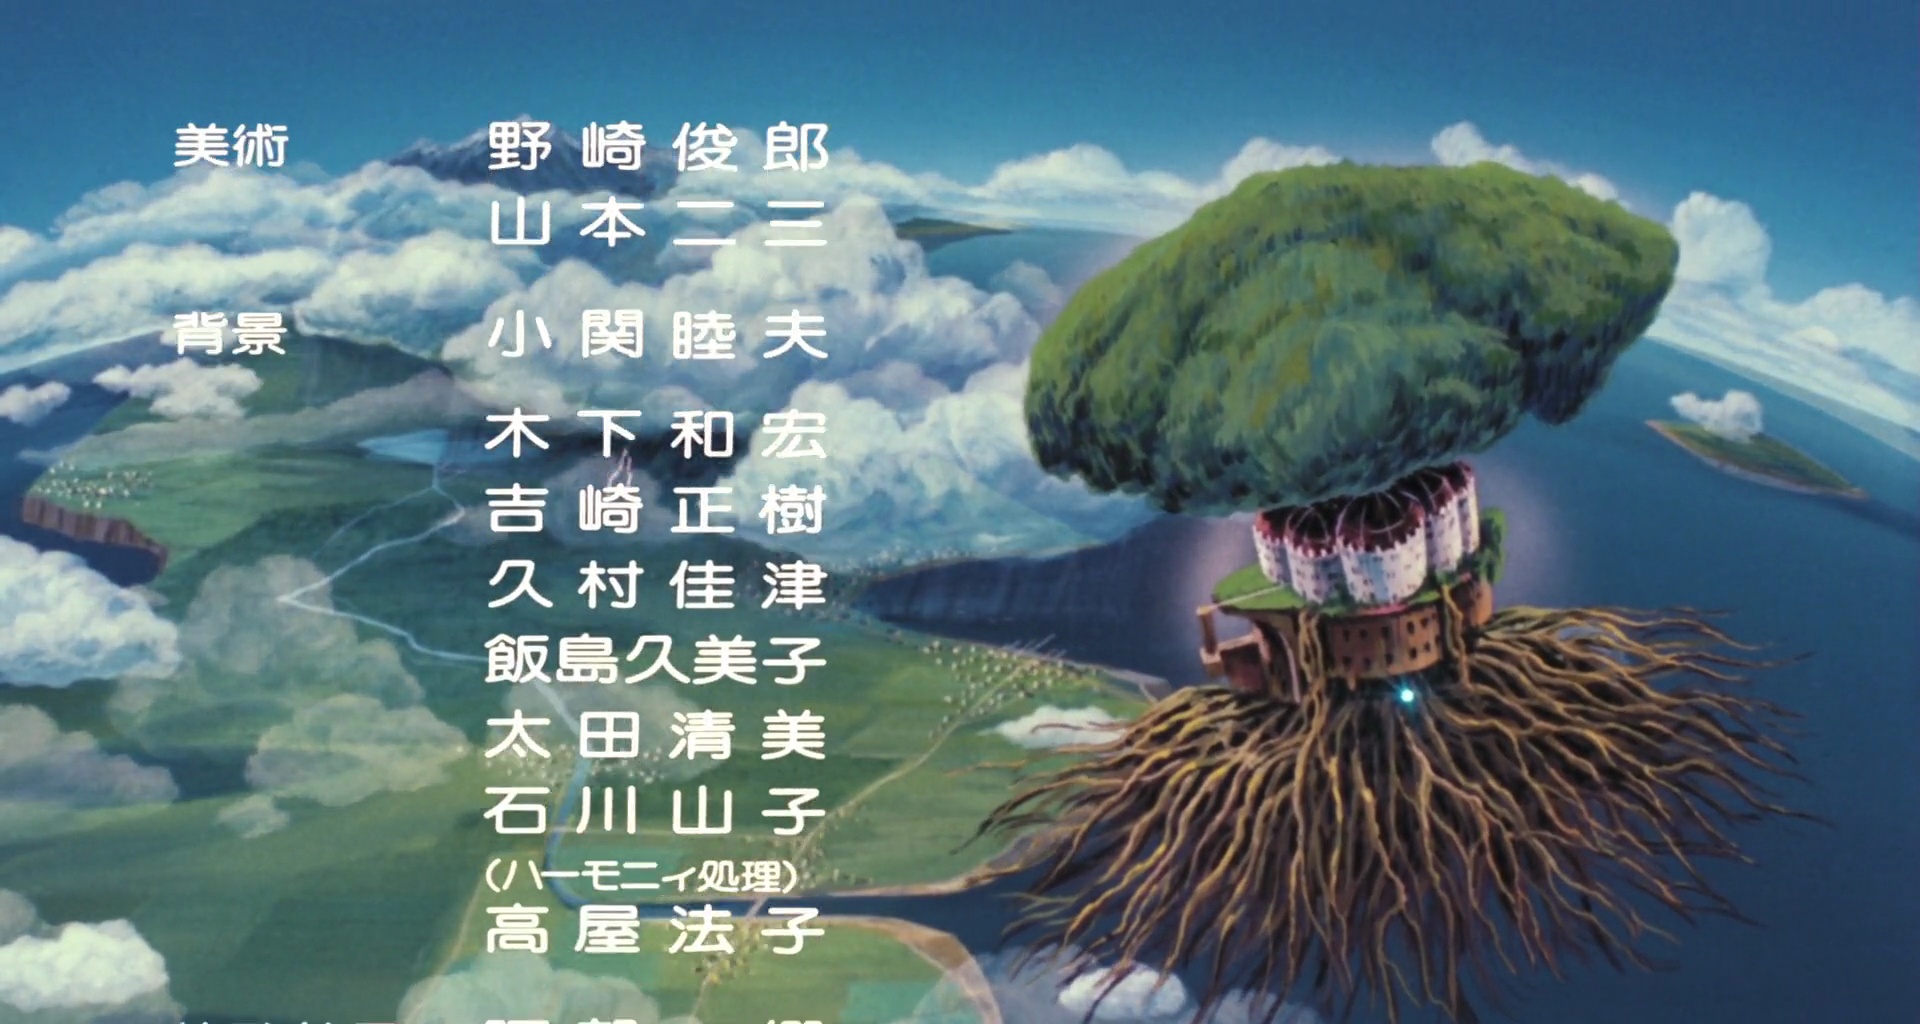 美術 野崎俊郎
山本二三
背景 小関睦夫
木下和宏
吉崎正樹
久村佳津
飯島久美子
太田清美
石川山子
(ハーモニィ処理)
高屋法子